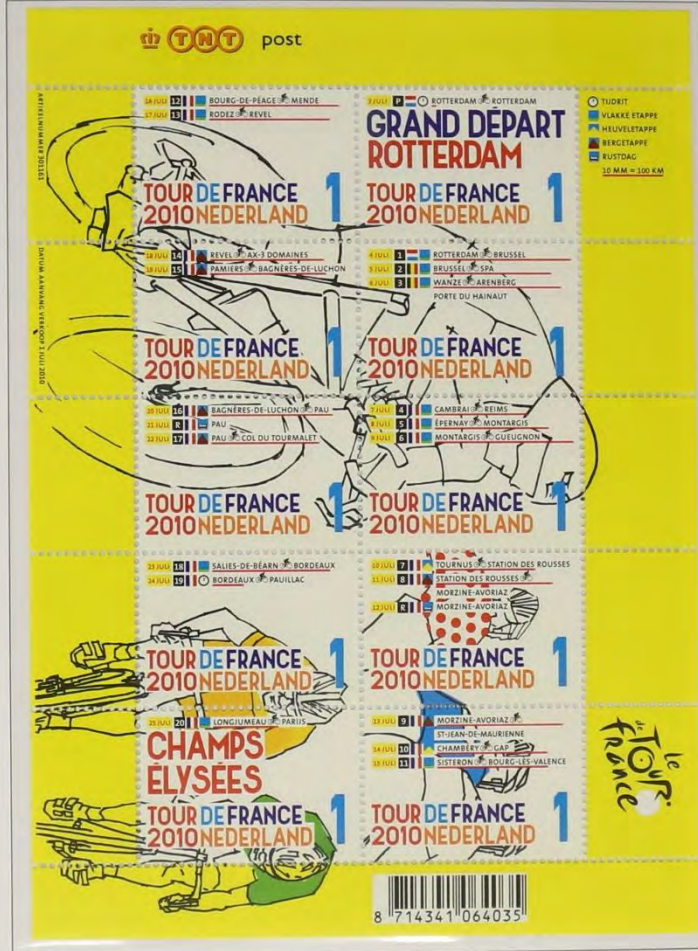 TNT post
ARTIKELNUMMER 301161
DATUM AANVANG VERKOOP 1 JULI 2010
16 JULI 12 BOURG-DE-PÉAGE MENDE
17 JULI 13 RODEZ REVEL
TOUR DE FRANCE
2010 NEDERLAND 1
3 JULI P ROTTERDAM ROTTERDAM
GRAND DÉPART
ROTTERDAM
TOUR DE FRANCE
2010 NEDERLAND 1
TIJDRIT
VLAKKE ETAPPE
HEUVELETAPPE
BERGETAPPE
RUSTDAG
10 MM = 100 KM
18 JULI 14 REVEL AX-3 DOMAINES
19 JULI 15 PAMIERS BAGNÈRES-DE-LUCHON
TOUR DE FRANCE
2010 NEDERLAND 1
4 JULI 1 ROTTERDAM BRUSSEL
5 JULI 2 BRUSSEL SPA
6 JULI 3 WANZE ARENBERG
PORTE DU HAINAUT
TOUR DE FRANCE
2010 NEDERLAND 1
20 JULI 16 BAGNÈRES-DE-LUCHON PAU
21 JULI R PAU
22 JULI 17 PAU COL DU TOURMALET
TOUR DE FRANCE
2010 NEDERLAND 1
7 JULI 4 CAMBRAI REIMS
8 JULI 5 ÉPERNAY MONTARGIS
9 JULI 6 MONTARGIS GUEUGNON
TOUR DE FRANCE
2010 NEDERLAND 1
23 JULI 18 SALIES-DE-BÉARN BORDEAUX
24 JULI 19 BORDEAUX PAUILLAC
TOUR DE FRANCE
2010 NEDERLAND 1
10 JULI 7 TOURNUS STATION DES ROUSSES
11 JULI 8 STATION DES ROUSSES
MORZINE-AVORIAZ
12 JULI R MORZINE-AVORIAZ
TOUR DE FRANCE
2010 NEDERLAND 1
25 JULI 20 LONGJUMEAU PARIJS
CHAMPS
ÉLYSÉES
TOUR DE FRANCE
2010 NEDERLAND 1
13 JULI 9 MORZINE-AVORIAZ
ST-JEAN-DE-MAURIENNE
14 JULI 10 CHAMBÉRY GAP
15 JULI 11 SISTERON BOURG-LÈS-VALENCE
TOUR DE FRANCE
2010 NEDERLAND 1
le
TOUR
de
france
8 714341 064035